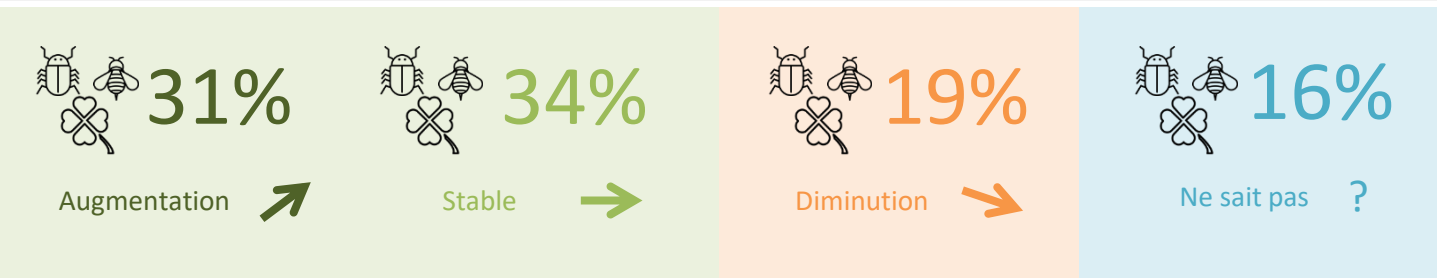 31%
Augmentation
34%
Stable
19%
Diminution
16%
Ne sait pas ?